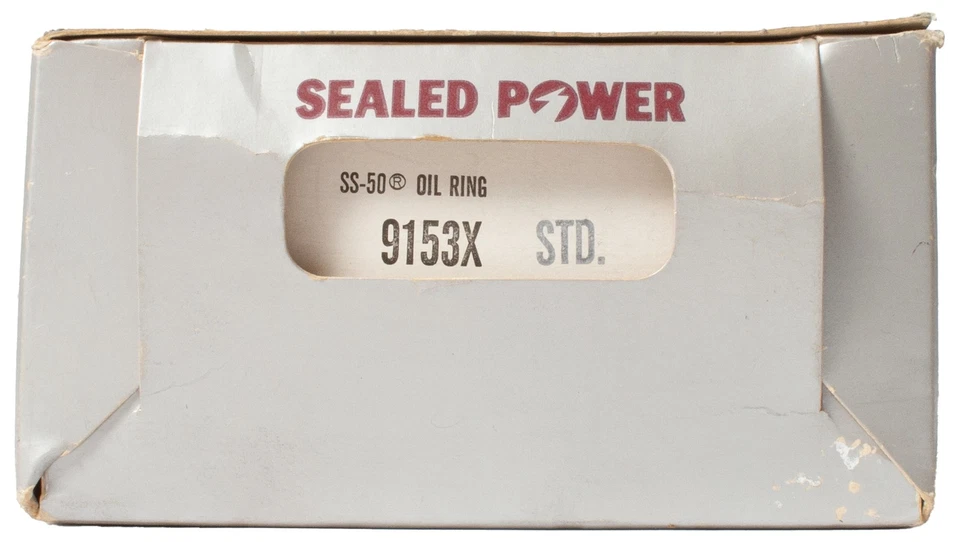 SEALED POWER
SS-50® OIL RING
9153X STD.